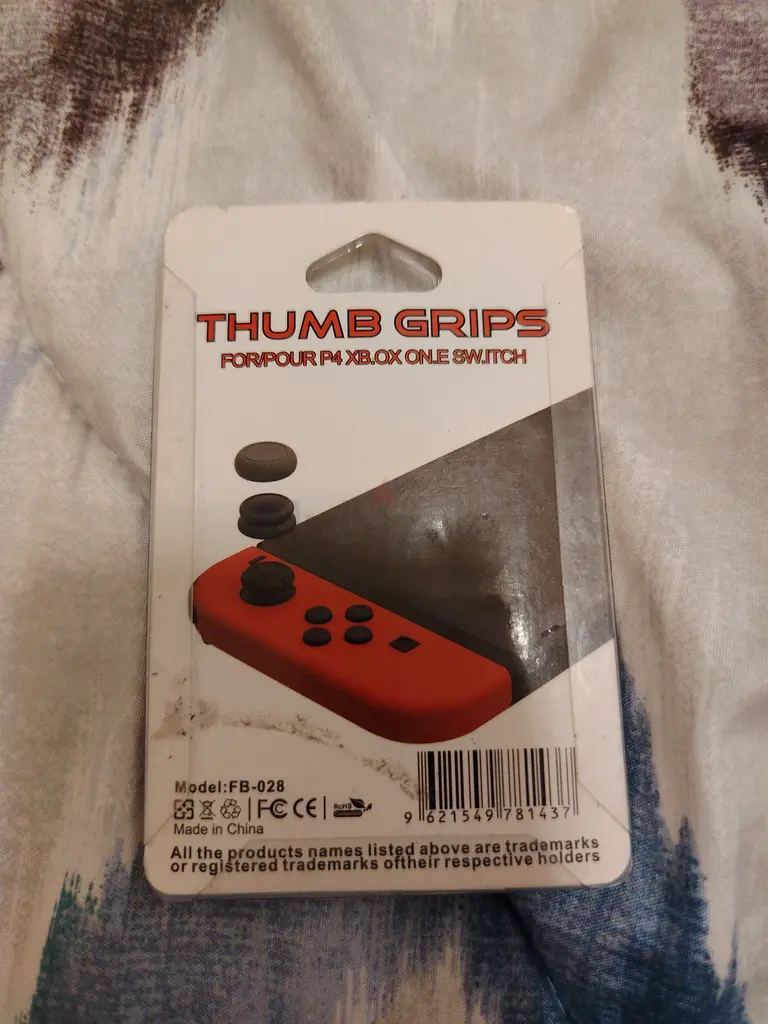 THUMB GRIPS
FOR/POUR P4 XB.OX ON.E SW.ITCH
Model:FB-028
FC CE RoHS
Made in China
9 621549 781437
All the products names listed above are trademarks
or registered trademarks oftheir respective holders